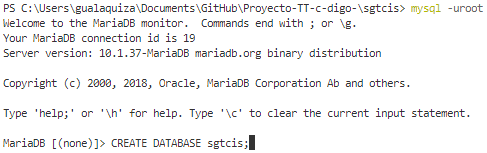 PS C:\Users\gualaquiza\Documents\GitHub\Proyecto-TT-c-digo-\sgtcis> mysql -uroot
Welcome to the MariaDB monitor.  Commands end with ; or \g.
Your MariaDB connection id is 19
Server version: 10.1.37-MariaDB mariadb.org binary distribution

Copyright (c) 2000, 2018, Oracle, MariaDB Corporation Ab and others.

Type 'help;' or '\h' for help. Type '\c' to clear the current input statement.

MariaDB [(none)]> CREATE DATABASE sgtcis;